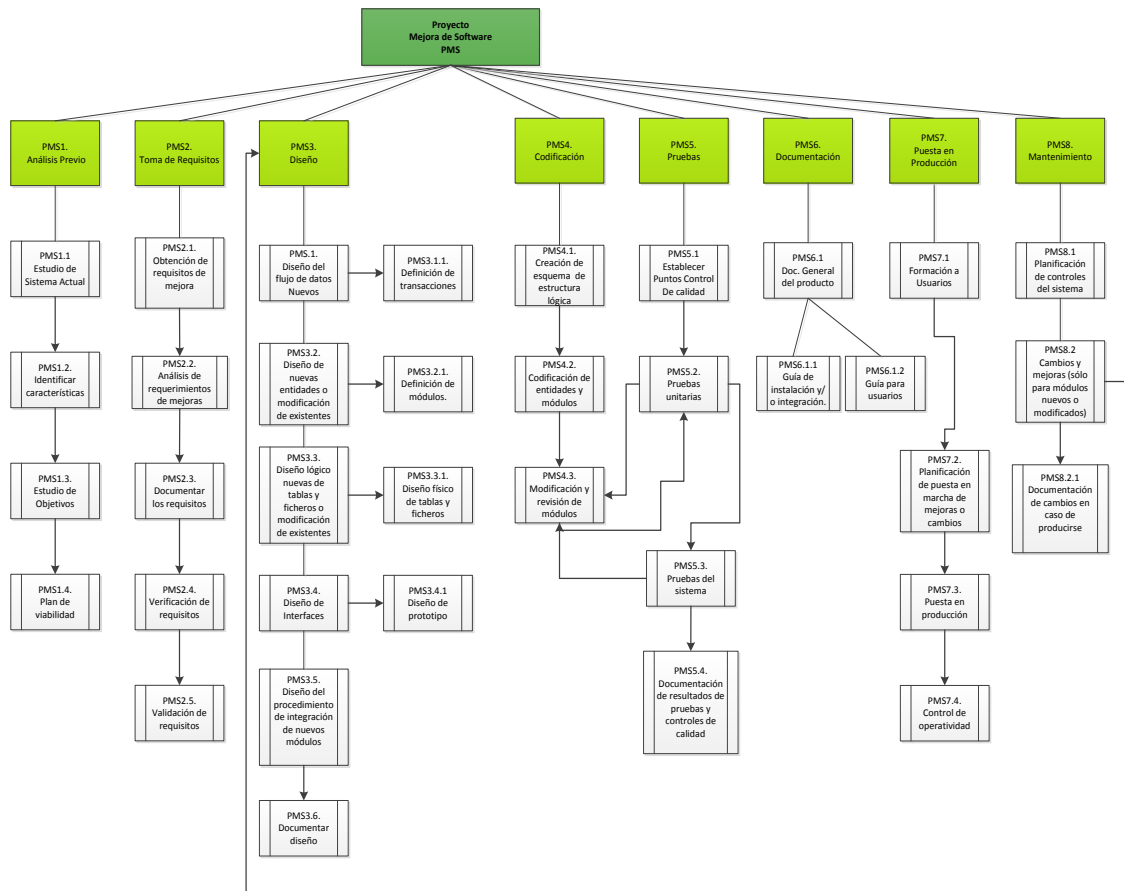 Proyecto
Mejora de Software
PMS
PMS1.
Análisis Previo
PMS2.
Toma de Requisitos
PMS3.
Diseño
PMS4.
Codificación
PMS5.
Pruebas
PMS6.
Documentación
PMS7.
Puesta en
Producción
PMS8.
Mantenimiento
PMS1.1
Estudio de
Sistema Actual
PMS1.2.
Identificar
características
PMS1.3.
Estudio de
Objetivos
PMS1.4.
Plan de
viabilidad
PMS2.1.
Obtención de
requisitos de
mejora
PMS2.2.
Análisis de
requerimientos
de mejoras
PMS2.3.
Documentar
los requisitos
PMS2.4.
Verificación de
requisitos
PMS2.5.
Validación de
requisitos
PMS.1.
Diseño del
flujo de datos
Nuevos
PMS3.1.1.
Definición de
transacciones
PMS3.2.
Diseño de
nuevas
entidades o
modificación
de existentes
PMS3.2.1.
Definición de
módulos.
PMS3.3.
Diseño lógico
nuevas de
tablas y
ficheros o
modificación
de existentes
PMS3.3.1.
Diseño físico
de tablas y
ficheros
PMS3.4.
Diseño de
Interfaces
PMS3.4.1
Diseño de
prototipo
PMS3.5.
Diseño del
procedimiento
de integración
de nuevos
módulos
PMS3.6.
Documentar
diseño
PMS4.1.
Creación de
esquema de
estructura
lógica
PMS4.2.
Codificación de
entidades y
módulos
PMS4.3.
Modificación y
revisión de
módulos
PMS5.1
Establecer
Puntos Control
De calidad
PMS5.2.
Pruebas
unitarias
PMS5.3.
Pruebas del
sistema
PMS5.4.
Documentación
de resultados de
pruebas y
controles de
calidad
PMS6.1
Doc. General
del producto
PMS6.1.1
Guía de
instalación y/
o integración.
PMS6.1.2
Guía para
usuarios
PMS7.1
Formación a
Usuarios
PMS7.2.
Planificación
de puesta en
marcha de
mejoras o
cambios
PMS7.3.
Puesta en
producción
PMS7.4.
Control de
operatividad
PMS8.1
Planificación
de controles
del sistema
PMS8.2
Cambios y
mejoras (sólo
para módulos
nuevos o
modificados)
PMS8.2.1
Documentación
de cambios en
caso de
producirse